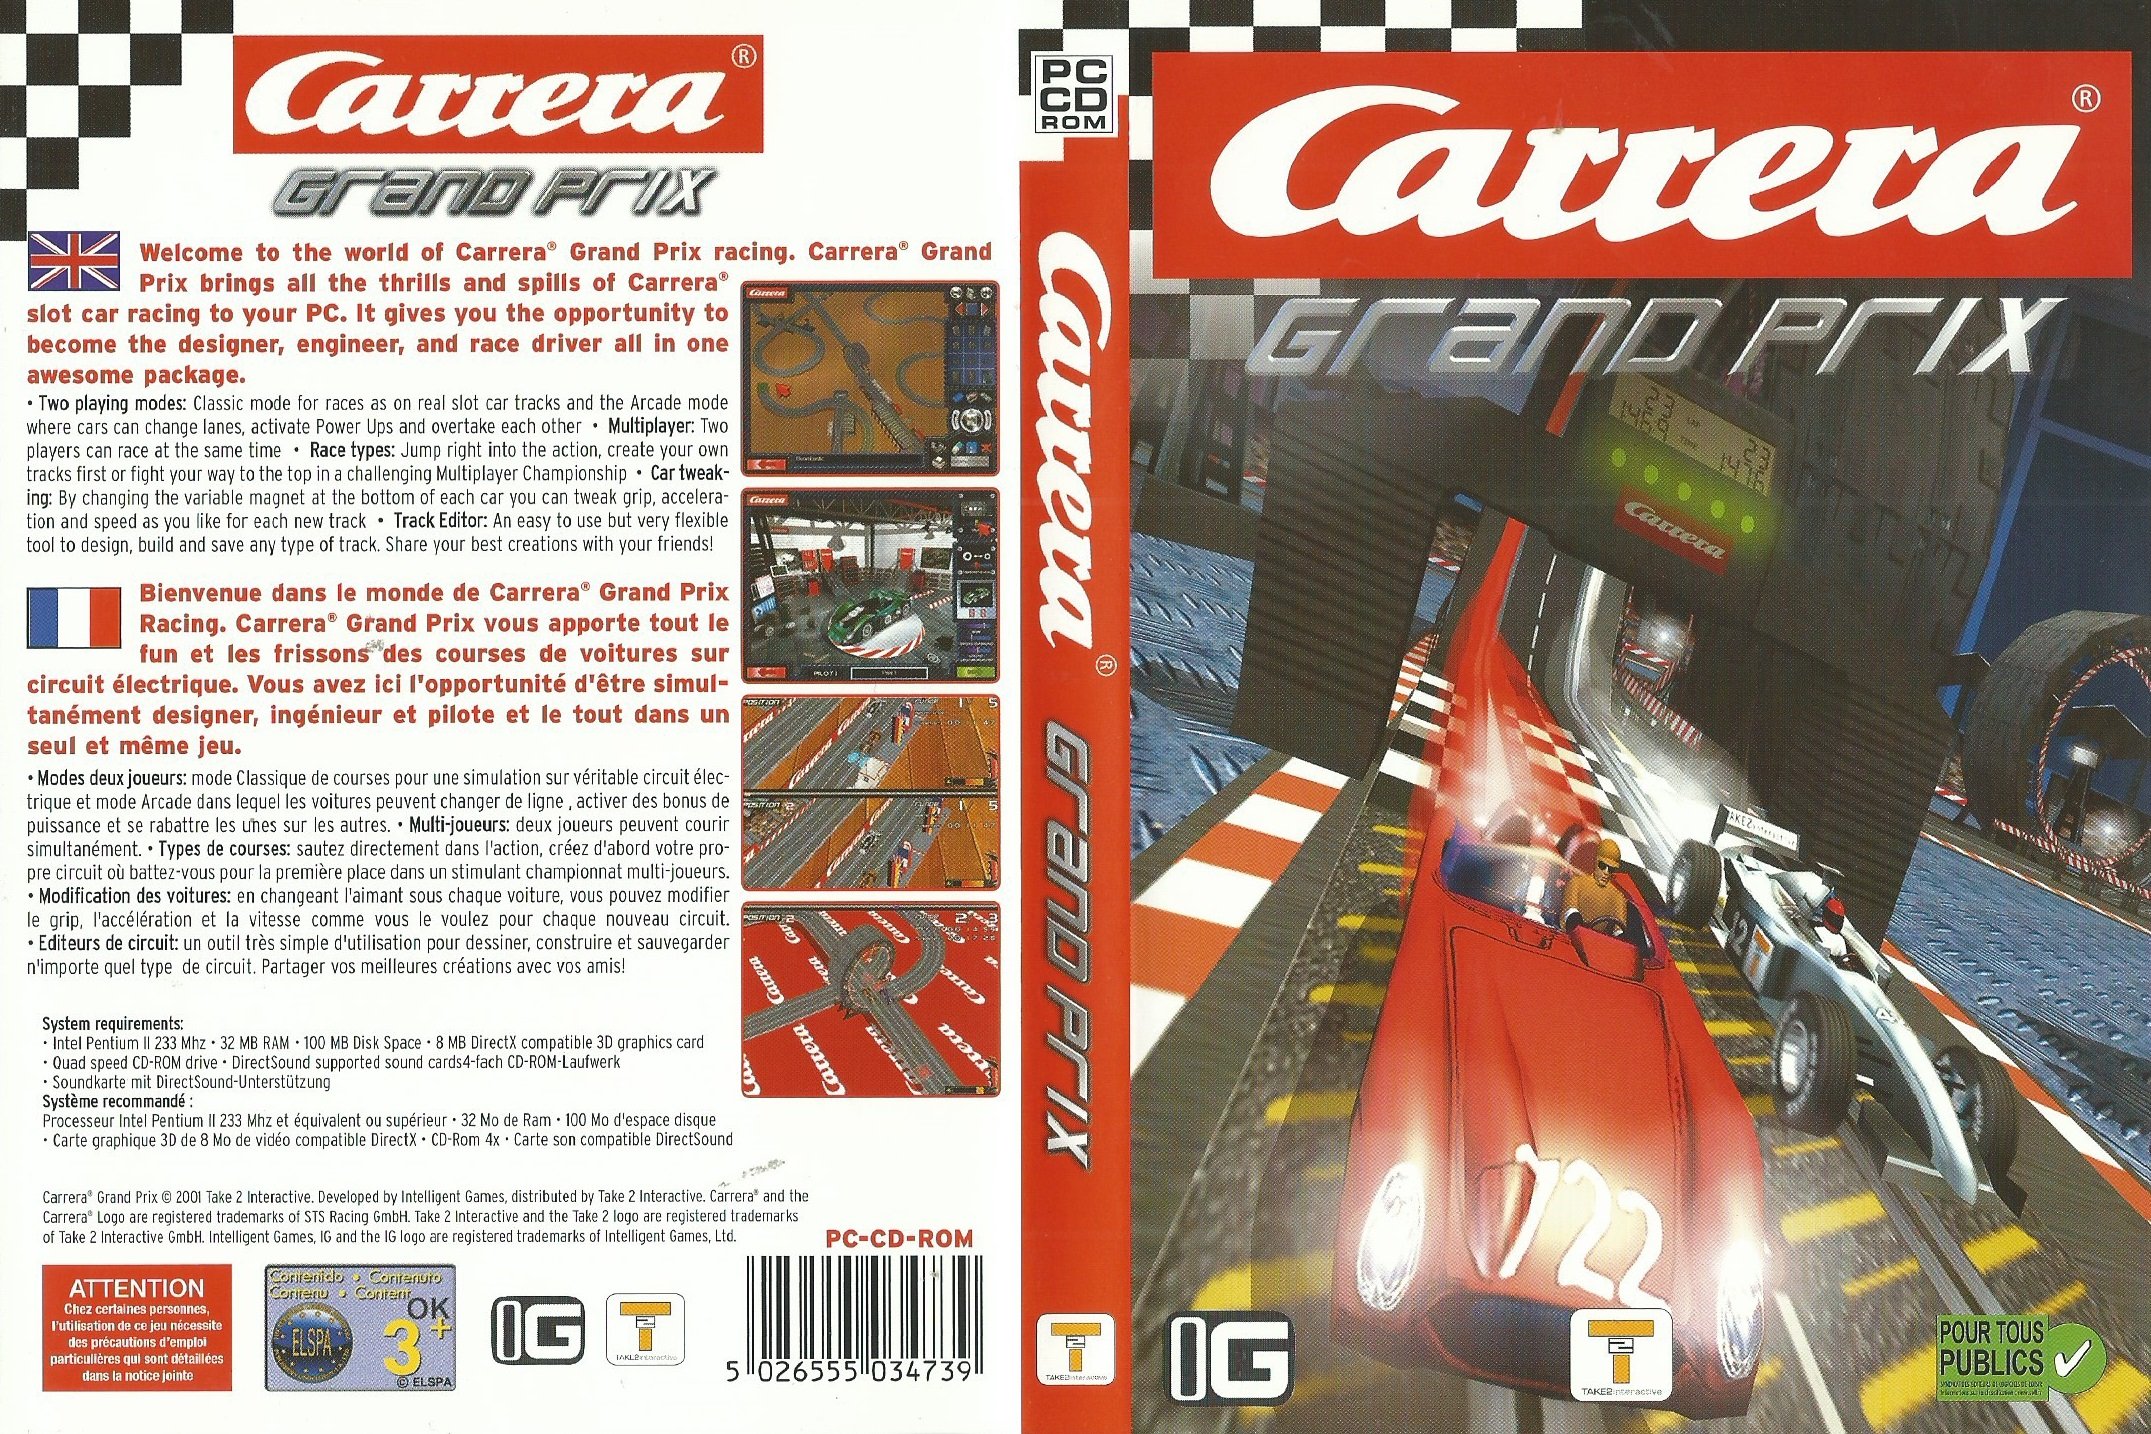 Carrera®
Grand Prix
Welcome to the world of Carrera® Grand Prix racing. Carrera® Grand
Prix brings all the thrills and spills of Carrera®
slot car racing to your PC. It gives you the opportunity to
become the designer, engineer, and race driver all in one
awesome package.
• Two playing modes: Classic mode for races as on real slot car tracks and the Arcade mode
where cars can change lanes, activate Power Ups and overtake each other • Multiplayer: Two
players can race at the same time • Race types: Jump right into the action, create your own
tracks first or fight your way to the top in a challenging Multiplayer Championship • Car tweak-
ing: By changing the variable magnet at the bottom of each car you can tweak grip, accelera-
tion and speed as you like for each new track • Track Editor: An easy to use but very flexible
tool to design, build and save any type of track. Share your best creations with your friends!
Bienvenue dans le monde de Carrera® Grand Prix
Racing. Carrera® Grand Prix vous apporte tout le
fun et les frissons des courses de voitures sur
circuit électrique. Vous avez ici l'opportunité d'être simul-
tanément designer, ingénieur et pilote et le tout dans un
seul et même jeu.
• Modes deux joueurs: mode Classique de courses pour une simulation sur véritable circuit élec-
trique et mode Arcade dans lequel les voitures peuvent changer de ligne , activer des bonus de
puissance et se rabattre les unes sur les autres. • Multi-joueurs: deux joueurs peuvent courir
simultanément. • Types de courses: sautez directement dans l'action, créez d'abord votre pro-
pre circuit où battez-vous pour la première place dans un stimulant championnat multi-joueurs.
• Modification des voitures: en changeant l'aimant sous chaque voiture, vous pouvez modifier
le grip, l'accélération et la vitesse comme vous le voulez pour chaque nouveau circuit.
• Editeurs de circuit: un outil très simple d'utilisation pour dessiner, construire et sauvegarder
n'importe quel type de circuit. Partager vos meilleures créations avec vos amis!
System requirements:
• Intel Pentium II 233 Mhz • 32 MB RAM • 100 MB Disk Space • 8 MB DirectX compatible 3D graphics card
• Quad speed CD-ROM drive • DirectSound supported sound cards4-fach CD-ROM-Laufwerk
• Soundkarte mit DirectSound-Unterstützung
Système recommandé :
Processeur Intel Pentium II 233 Mhz et équivalent ou supérieur • 32 Mo de Ram • 100 Mo d'espace disque
• Carte graphique 3D de 8 Mo de vidéo compatible DirectX • CD-Rom 4x • Carte son compatible DirectSound
Carrera® Grand Prix © 2001 Take 2 Interactive. Developed by Intelligent Games, distributed by Take 2 Interactive. Carrera® and the
Carrera® Logo are registered trademarks of STS Racing GmbH. Take 2 Interactive and the Take 2 logo are registered trademarks
of Take 2 Interactive GmbH. Intelligent Games, IG and the IG logo are registered trademarks of Intelligent Games, Ltd.
PC-CD-ROM
ATTENTION
Chez certaines personnes,
l'utilisation de ce jeu nécessite
des précautions d'emploi
particulières qui sont détaillées
dans la notice jointe
Contenido • Contenuto
Contenu • Content
OK
3+
ELSPA
© ELSPA
IG
T2
TAKE2interactive
5 026555 034739
PC
CD
ROM
Carrera®
Grand Prix
T2
TAKE2interactive
Carrera®
Grand Prix
Carrera
TAKE2interactive
12
722
IG
T2
TAKE2interactive
POUR TOUS
PUBLICS